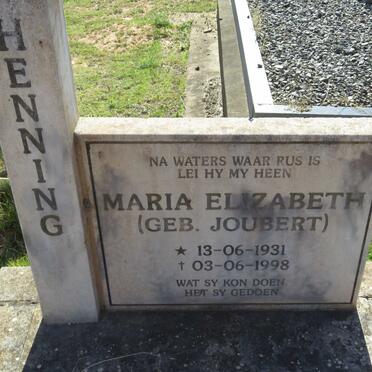 HENNING
NA WATERS WAAR RUS IS
LEI HY MY HEEN
MARIA ELIZABETH
(GEB. JOUBERT)
★ 13-06-1931
† 03-06-1998
WAT SY KON DOEN
HET SY GEDOEN